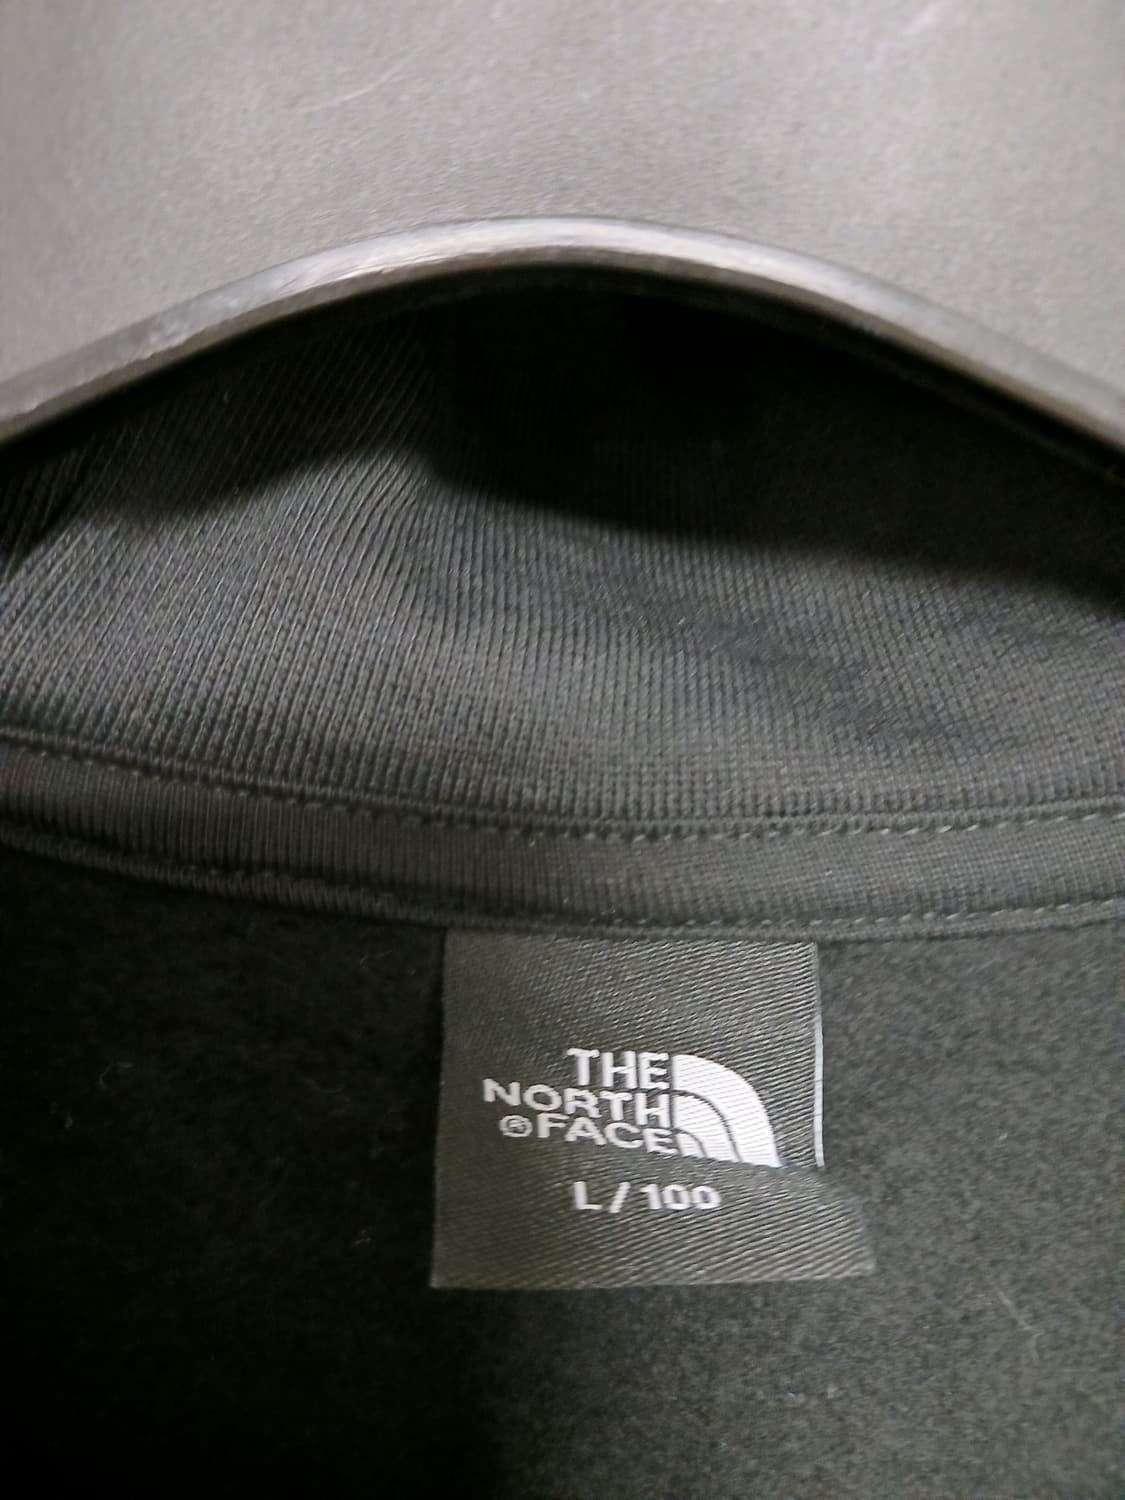 THE
NORTH
®FACE
L / 100